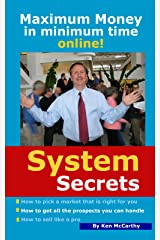 Maximum Money
in minimum time
online!
System
Secrets
How to pick a market that is right for you
How to get all the prospects you can handle
How to sell like a pro
By Ken McCarthy